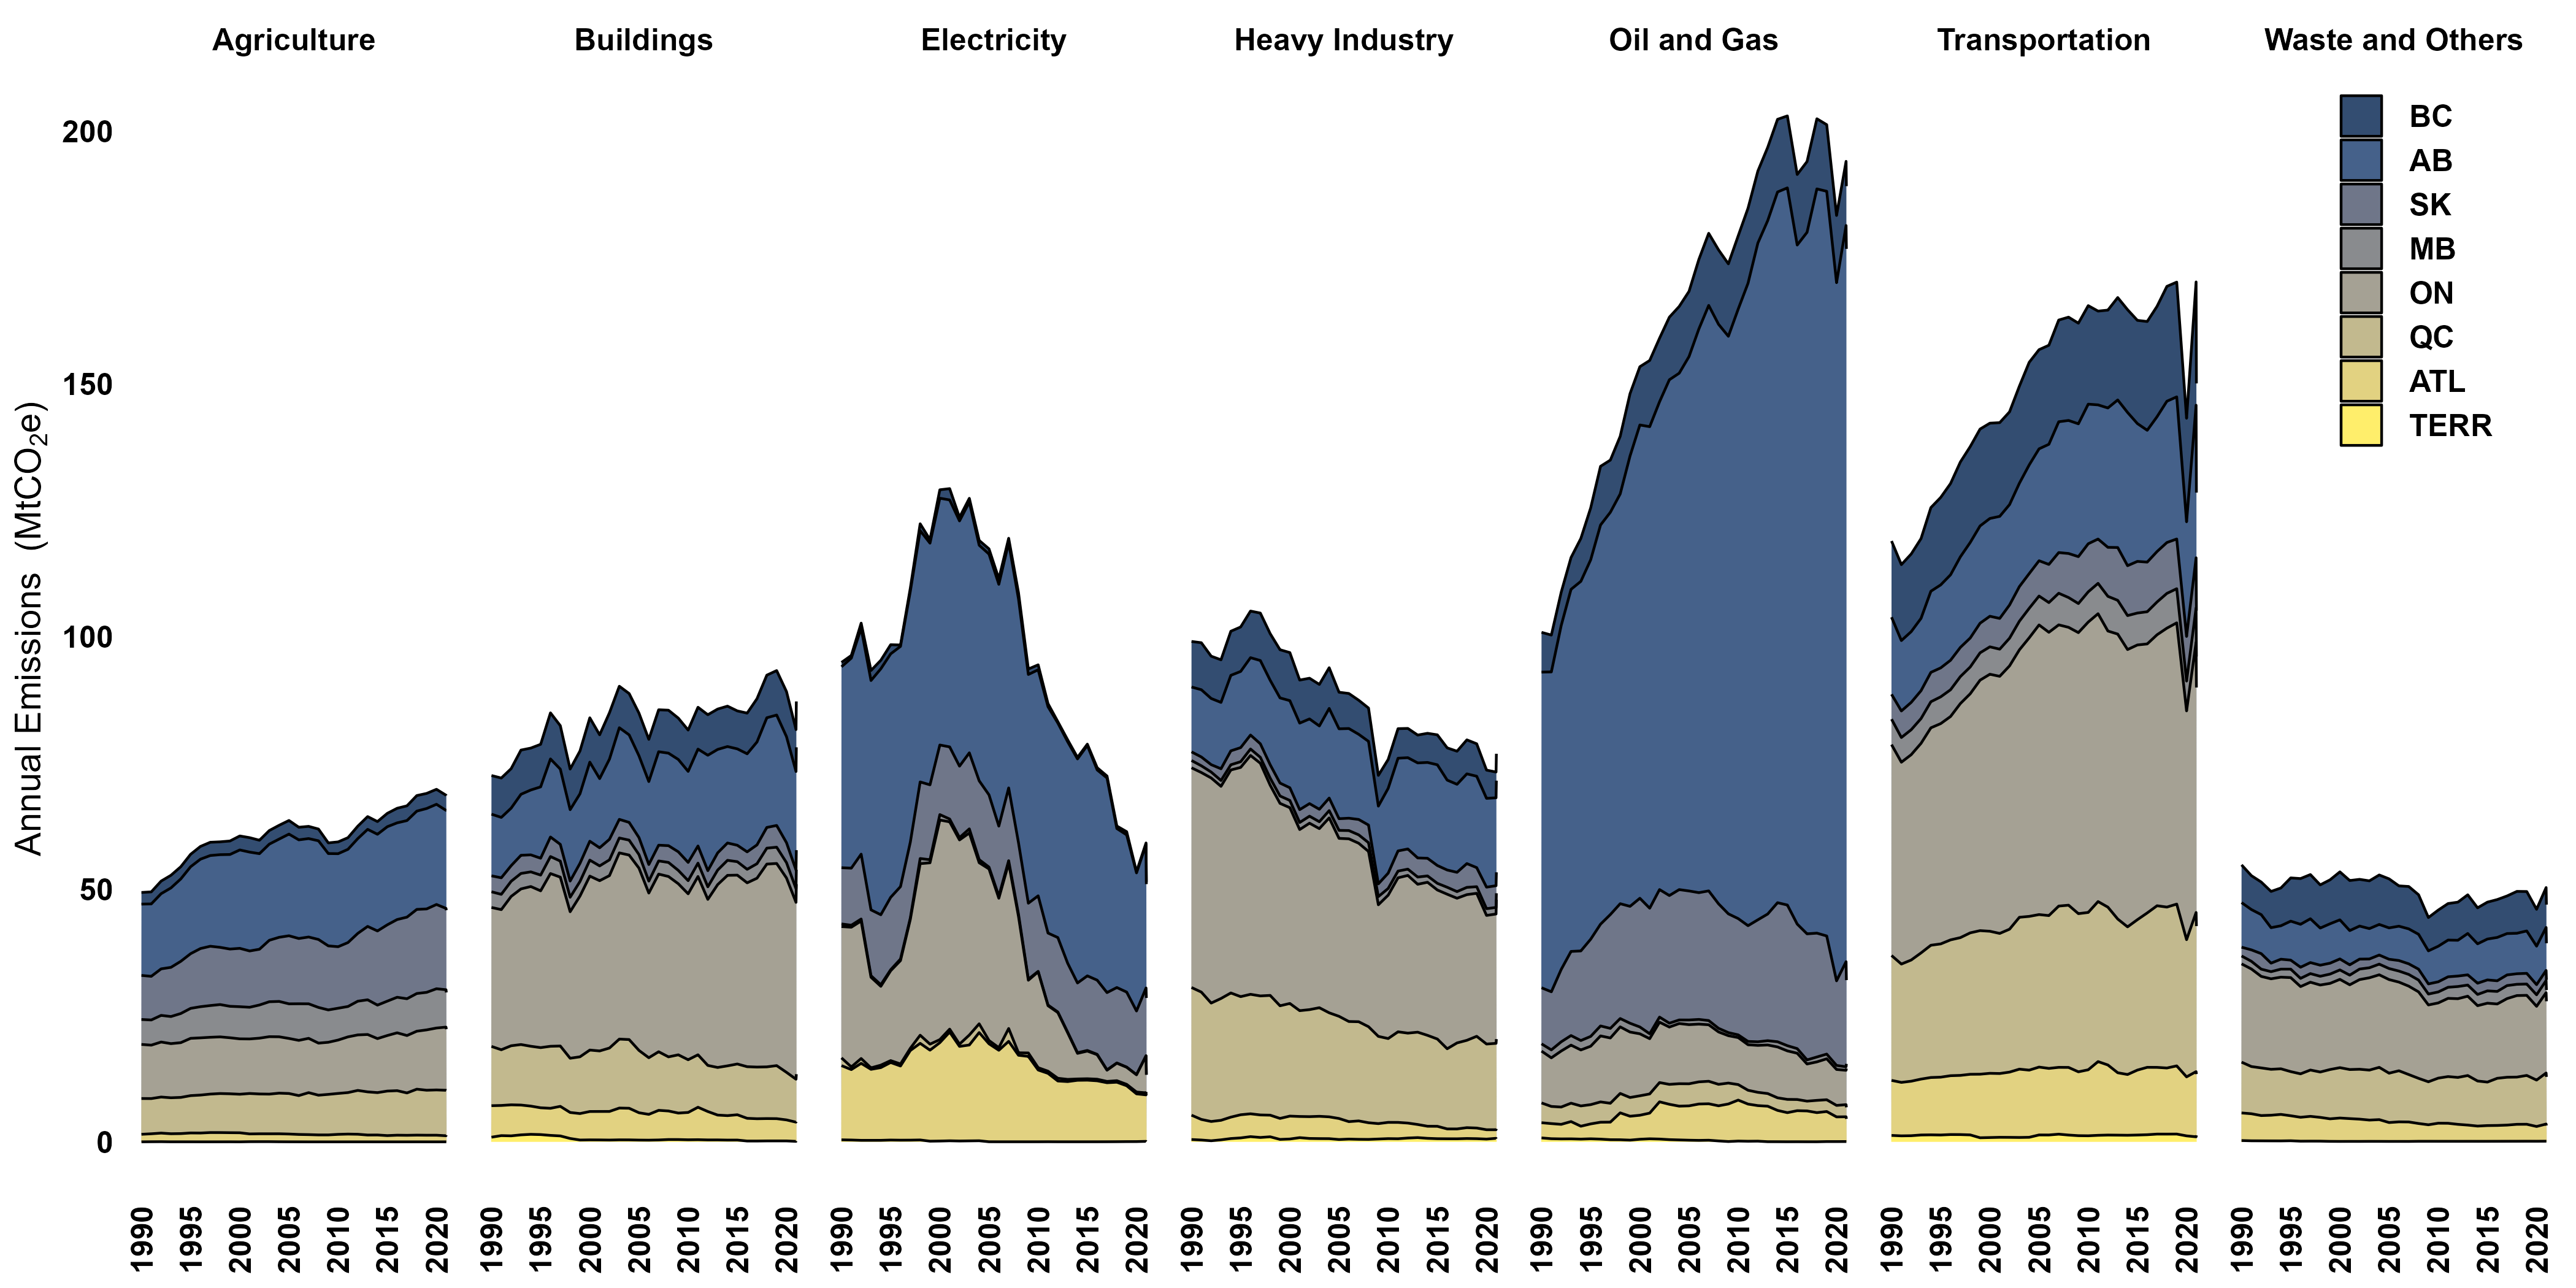 Agriculture Buildings Electricity Heavy Industry Oil and Gas Transportation Waste and Others
BC
AB
SK
MB
ON
QC
ATL
TERR
Annual Emissions (MtCO₂e)
200
150
100
50
0
1990 1995 2000 2005 2010 2015 2020 1990 1995 2000 2005 2010 2015 2020 1990 1995 2000 2005 2010 2015 2020 1990 1995 2000 2005 2010 2015 2020 1990 1995 2000 2005 2010 2015 2020 1990 1995 2000 2005 2010 2015 2020 1990 1995 2000 2005 2010 2015 2020